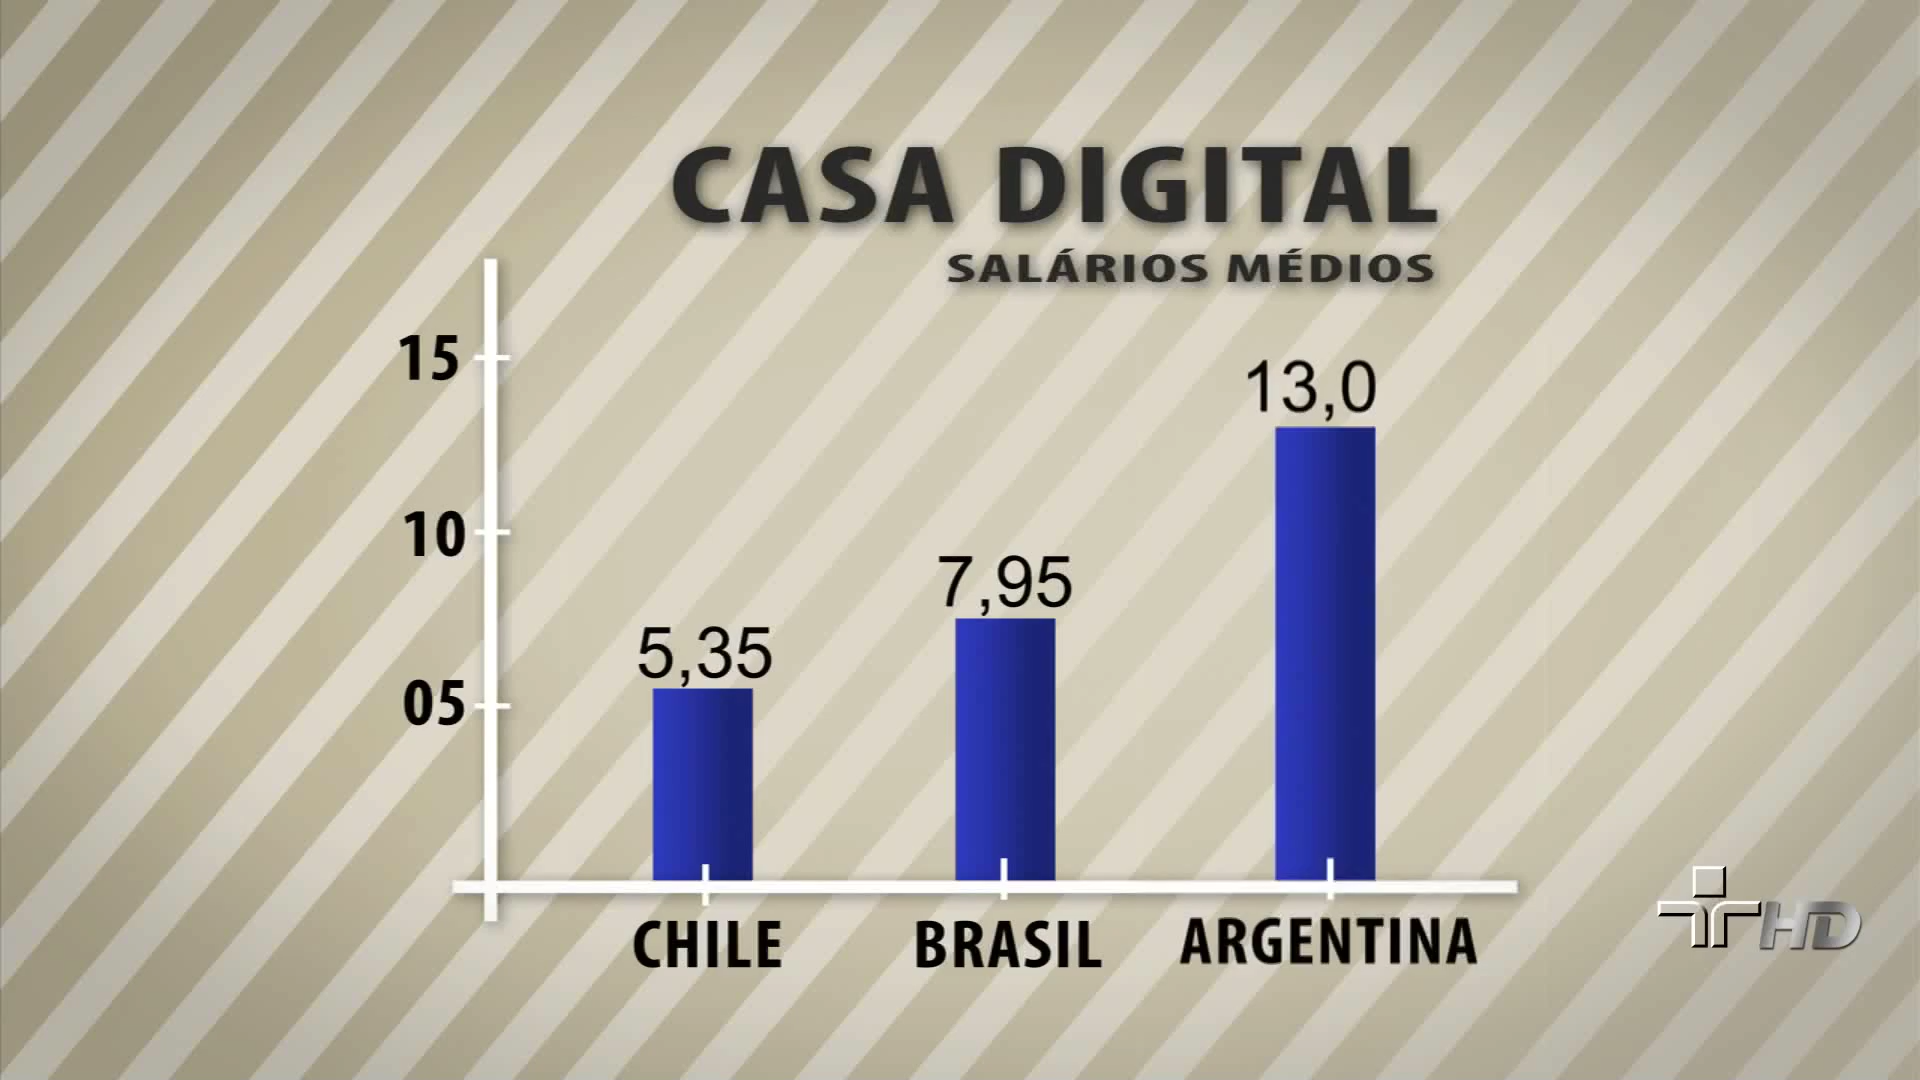 CASA DIGITAL
SALÁRIOS MÉDIOS
15
10
05
13,0
7,95
5,35
CHILE
BRASIL
ARGENTINA
HD